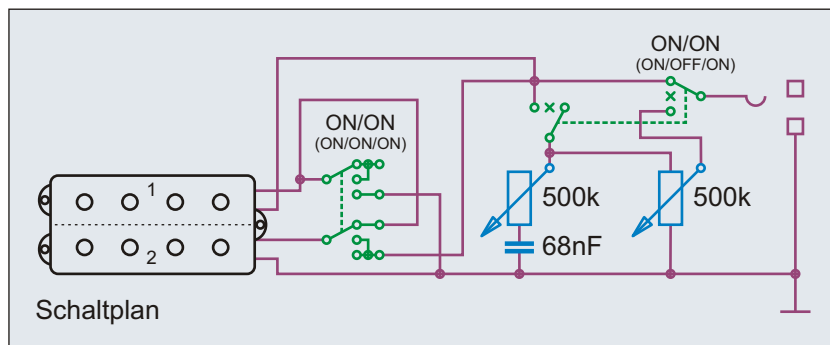 ON/ON
(ON/OFF/ON)
ON/ON
(ON/ON/ON)
1
2
500k
500k
68nF
Schaltplan